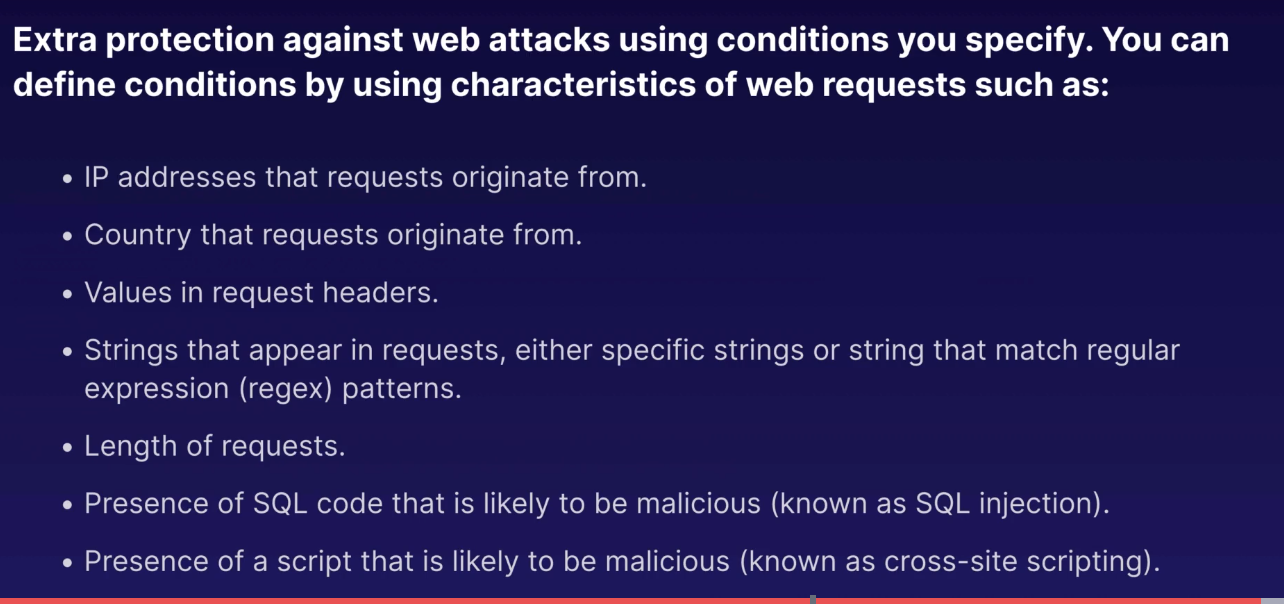 Extra protection against web attacks using conditions you specify. You can
define conditions by using characteristics of web requests such as:
• IP addresses that requests originate from.
• Country that requests originate from.
• Values in request headers.
• Strings that appear in requests, either specific strings or string that match regular
expression (regex) patterns.
• Length of requests.
• Presence of SQL code that is likely to be malicious (known as SQL injection).
• Presence of a script that is likely to be malicious (known as cross-site scripting).